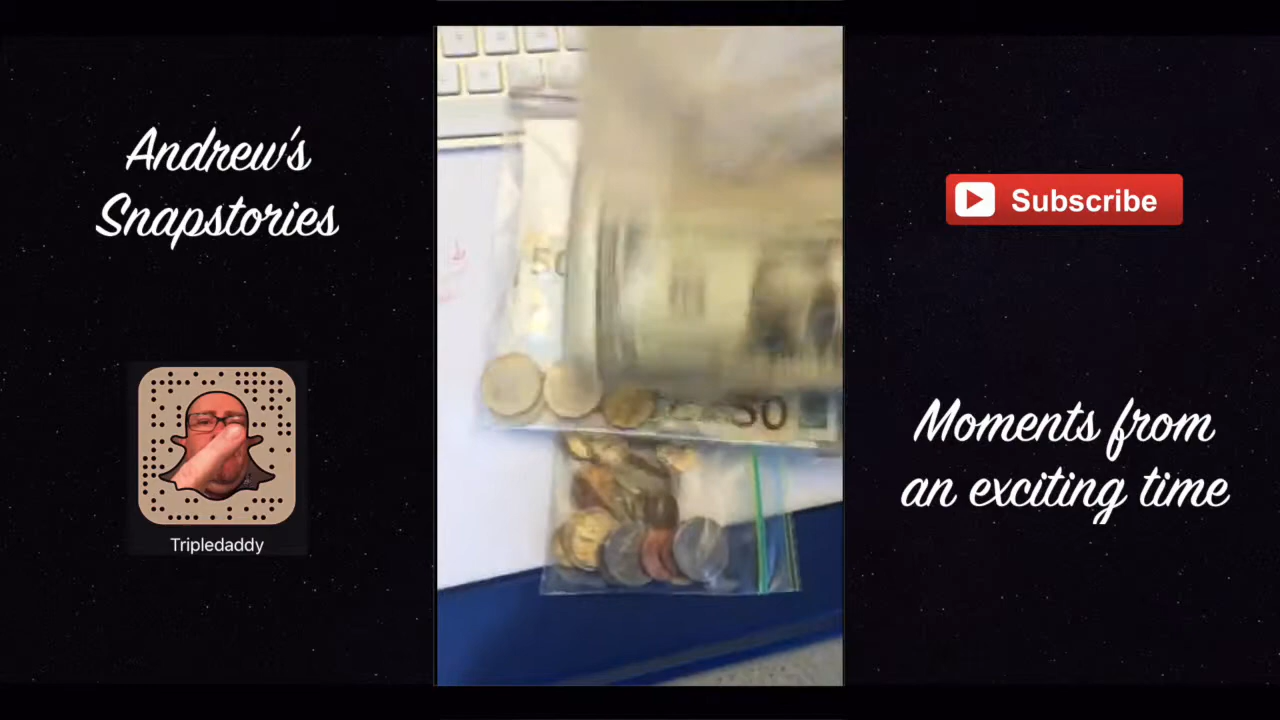 Andrew's
Snapstories
Tripledaddy
50
50
Subscribe
Moments from
an exciting time